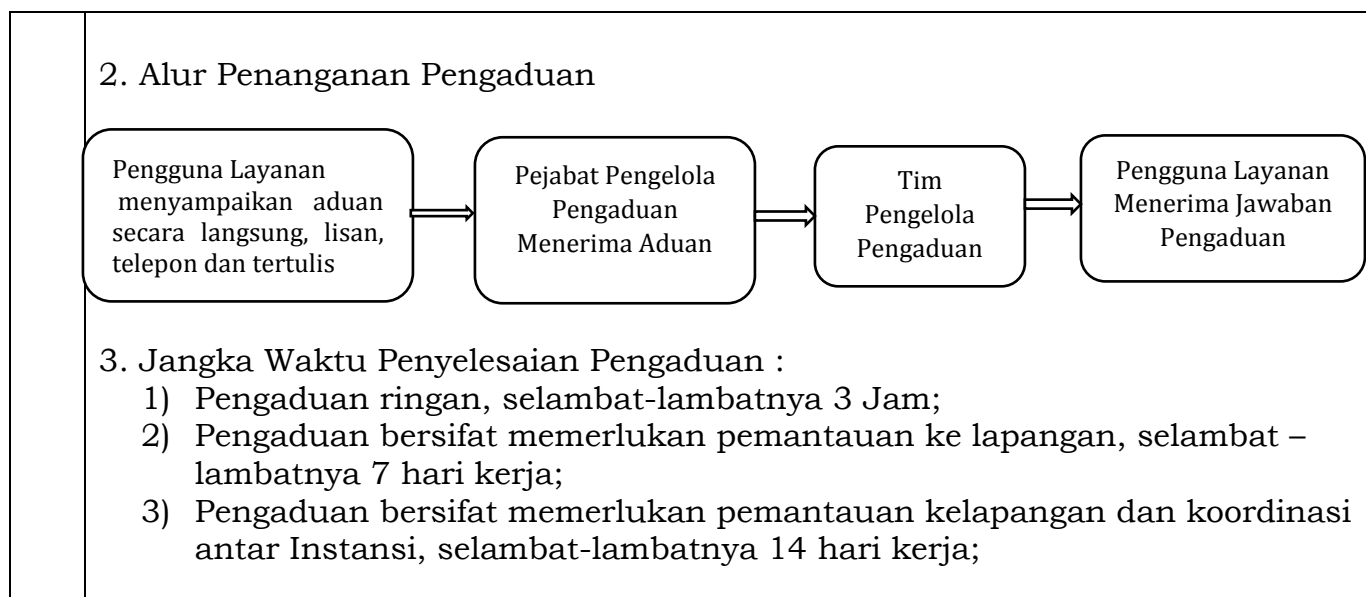 2. Alur Penanganan Pengaduan
Pengguna Layanan
menyampaikan aduan
secara langsung, lisan,
telepon dan tertulis
Pejabat Pengelola
Pengaduan
Menerima Aduan
Tim
Pengelola
Pengaduan
Pengguna Layanan
Menerima Jawaban
Pengaduan
3. Jangka Waktu Penyelesaian Pengaduan :
1) Pengaduan ringan, selambat-lambatnya 3 Jam;
2) Pengaduan bersifat memerlukan pemantauan ke lapangan, selambat –
lambatnya 7 hari kerja;
3) Pengaduan bersifat memerlukan pemantauan kelapangan dan koordinasi
antar Instansi, selambat-lambatnya 14 hari kerja;